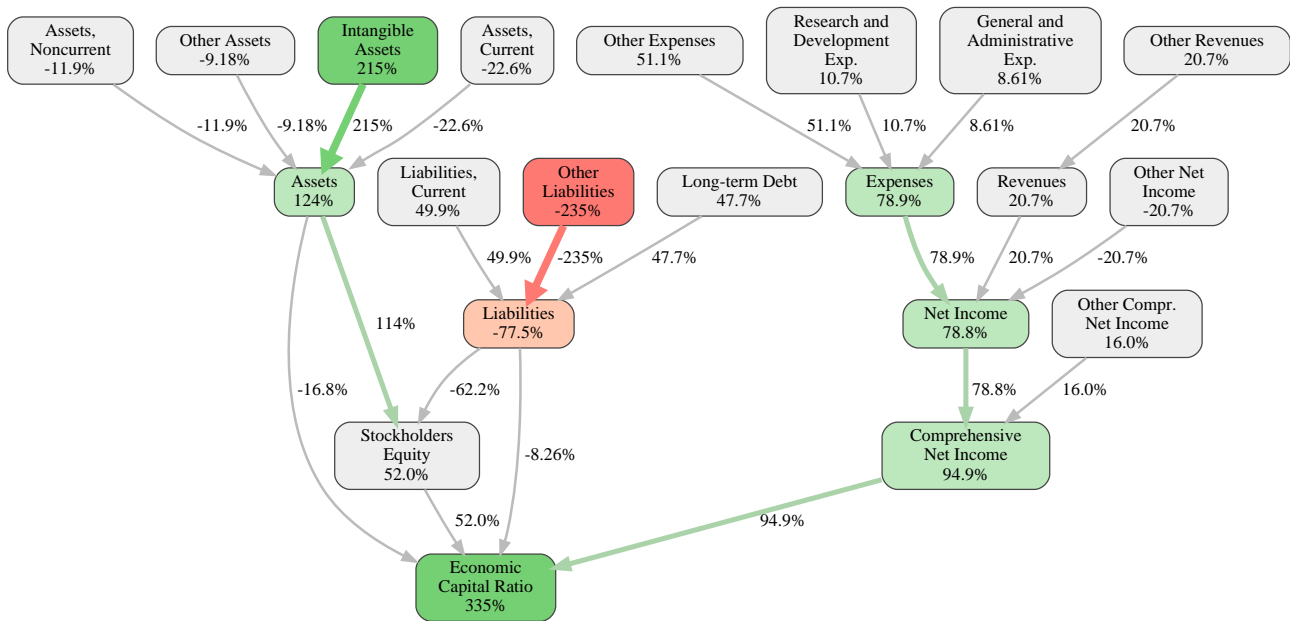 Assets,
Noncurrent
-11.9%
Other Assets
-9.18%
Intangible
Assets
215%
Assets,
Current
-22.6%
Other Expenses
51.1%
Research and
Development
Exp.
10.7%
General and
Administrative
Exp.
8.61%
Other Revenues
20.7%
-11.9%
-9.18%
215%
-22.6%
51.1%
10.7%
8.61%
20.7%
Assets
124%
Liabilities,
Current
49.9%
Other
Liabilities
-235%
Long-term Debt
47.7%
Expenses
78.9%
Revenues
20.7%
Other Net
Income
-20.7%
49.9%
-235%
47.7%
78.9%
20.7%
-20.7%
114%
Liabilities
-77.5%
Net Income
78.8%
Other Compr.
Net Income
16.0%
-16.8%
-62.2%
78.8%
16.0%
Stockholders
Equity
52.0%
-8.26%
Comprehensive
Net Income
94.9%
52.0%
94.9%
Economic
Capital Ratio
335%